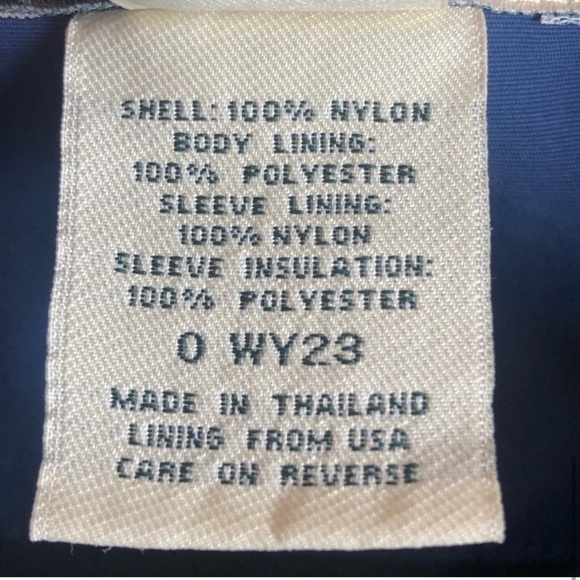 SHELL: 100% NYLON
BODY LINING:
100% POLYESTER
SLEEVE LINING:
100% NYLON
SLEEVE INSULATION:
100% POLYESTER
O WY23
MADE IN THAILAND
LINING FROM USA
CARE ON REVERSE